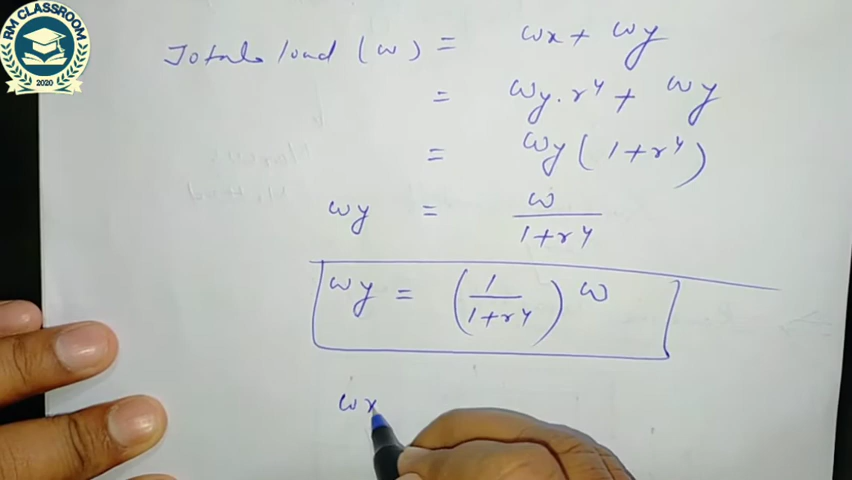 RM CLASSROOM
2020
Total load (w) = wx + wy
= wy. r⁴ + wy
= wy (1+r⁴)
wy = w / 1+r⁴
wy = (1 / 1+r⁴) w
wx